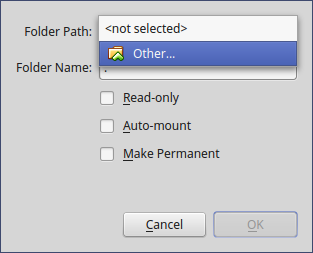 Folder Path:
<not selected>
Other...
Folder Name:
.
Read-only
Auto-mount
Make Permanent
Cancel
OK